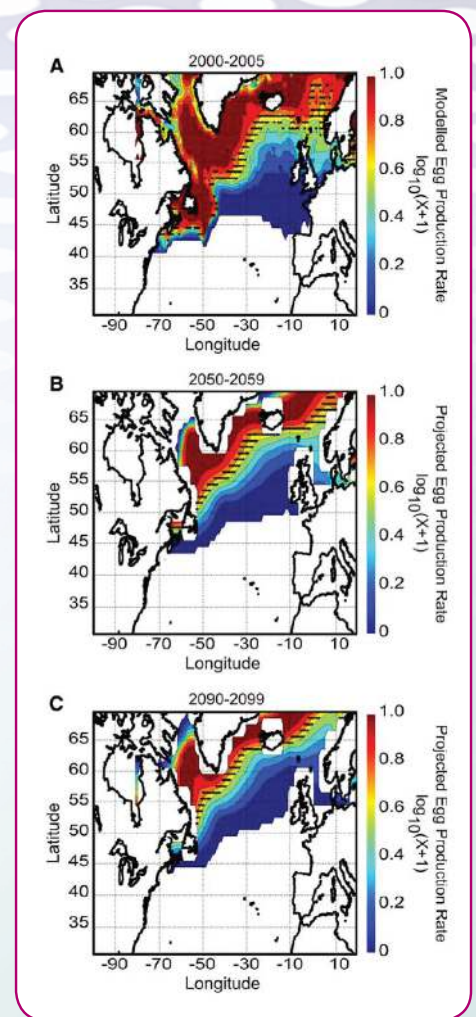 A
2000-2005
65
60
55
50
45
40
35
Latitude
-90 -70 -50 -30 -10 10
Longitude
1.0
0.8
0.6
0.4
0.2
0
Modelled Egg Production Rate
log10(X+1)
B
2050-2059
65
60
55
50
45
40
35
Latitude
-90 -70 -50 -30 -10 10
Longitude
1.0
0.8
0.6
0.4
0.2
0
Projected Egg Production Rate
log10(X+1)
C
2090-2099
65
60
55
50
45
40
35
Latitude
-90 -70 -50 -30 -10 10
Longitude
1.0
0.8
0.6
0.4
0.2
0
Projected Egg Production Rate
log10(X+1)